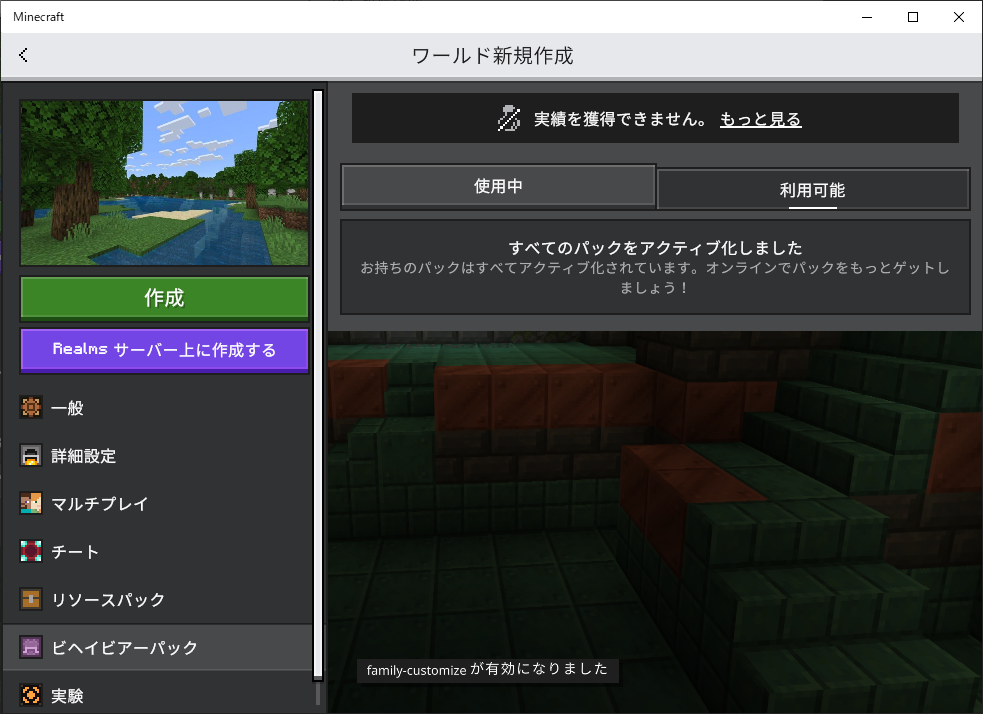 Minecraft
ワールド新規作成
実績を獲得できません。 もっと見る
使用中
利用可能
すべてのパックをアクティブ化しました
お持ちのパックはすべてアクティブ化されています。オンラインでパックをもっとゲットし
ましょう！
作成
Realms サーバー上に作成する
一般
詳細設定
マルチプレイ
チート
リソースパック
ビヘイビアーパック
実験
family-customize が有効になりました